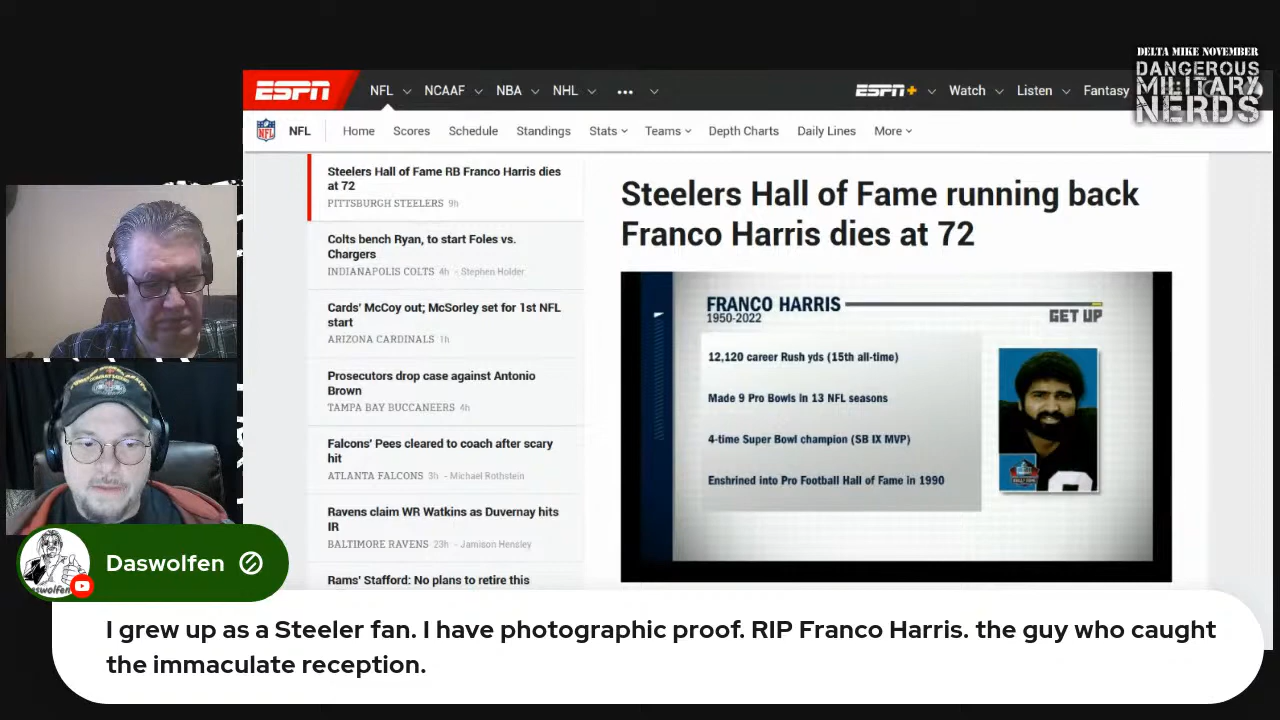 DELTA MIKE NOVEMBER
DANGEROUS
MILITARY
NERDS
ESPN NFL NCAAF NBA NHL ... ESPN+ Watch Listen Fantasy
NFL NFL Home Scores Schedule Standings Stats Teams Depth Charts Daily Lines More
Steelers Hall of Fame RB Franco Harris dies
at 72
PITTSBURGH STEELERS 9h
Colts bench Ryan, to start Foles vs.
Chargers
INDIANAPOLIS COLTS 4h - Stephen Holder
Cards' McCoy out; McSorley set for 1st NFL
start
ARIZONA CARDINALS 1h
Prosecutors drop case against Antonio
Brown
TAMPA BAY BUCCANEERS 4h
Falcons' Pees cleared to coach after scary
hit
ATLANTA FALCONS 3h - Michael Rothstein
Ravens claim WR Watkins as Duvernay hits
IR
BALTIMORE RAVENS 23h - Jamison Hensley
Rams' Stafford: No plans to retire this
Steelers Hall of Fame running back
Franco Harris dies at 72
FRANCO HARRIS
1950-2022
GET UP
12,120 career Rush yds (15th all-time)
Made 9 Pro Bowls in 13 NFL seasons
4-time Super Bowl champion (SB IX MVP)
Enshrined into Pro Football Hall of Fame in 1990
Daswolfen
I grew up as a Steeler fan. I have photographic proof. RIP Franco Harris. the guy who caught
the immaculate reception.